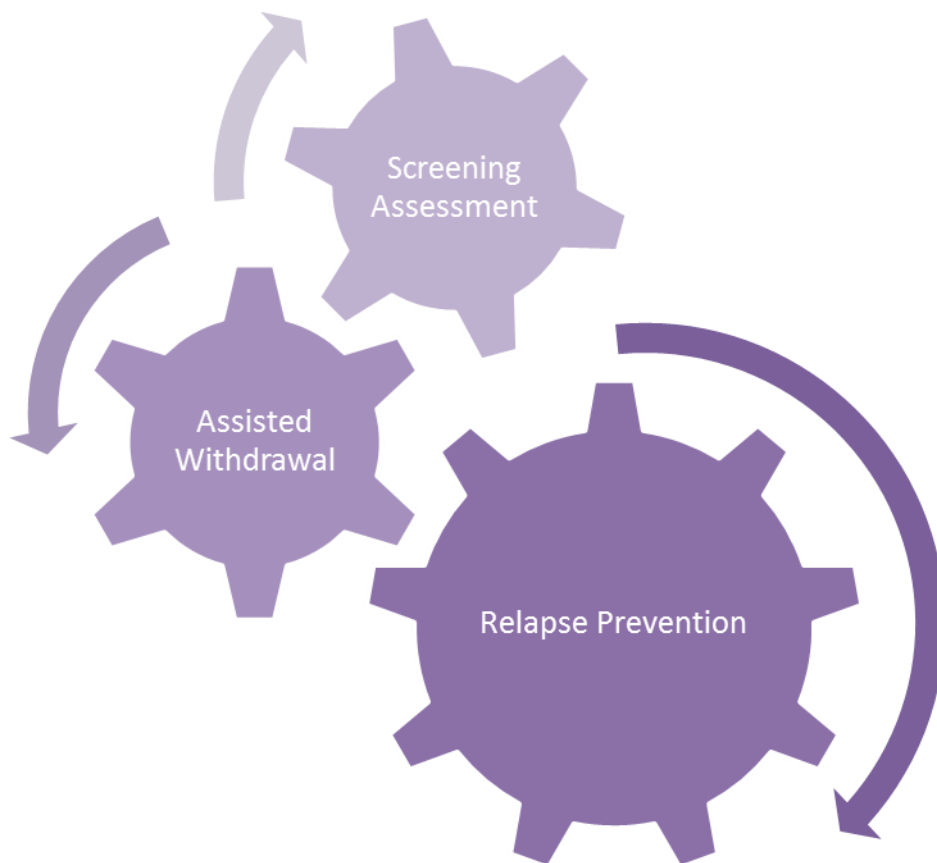 Screening
Assessment
Assisted
Withdrawal
Relapse Prevention